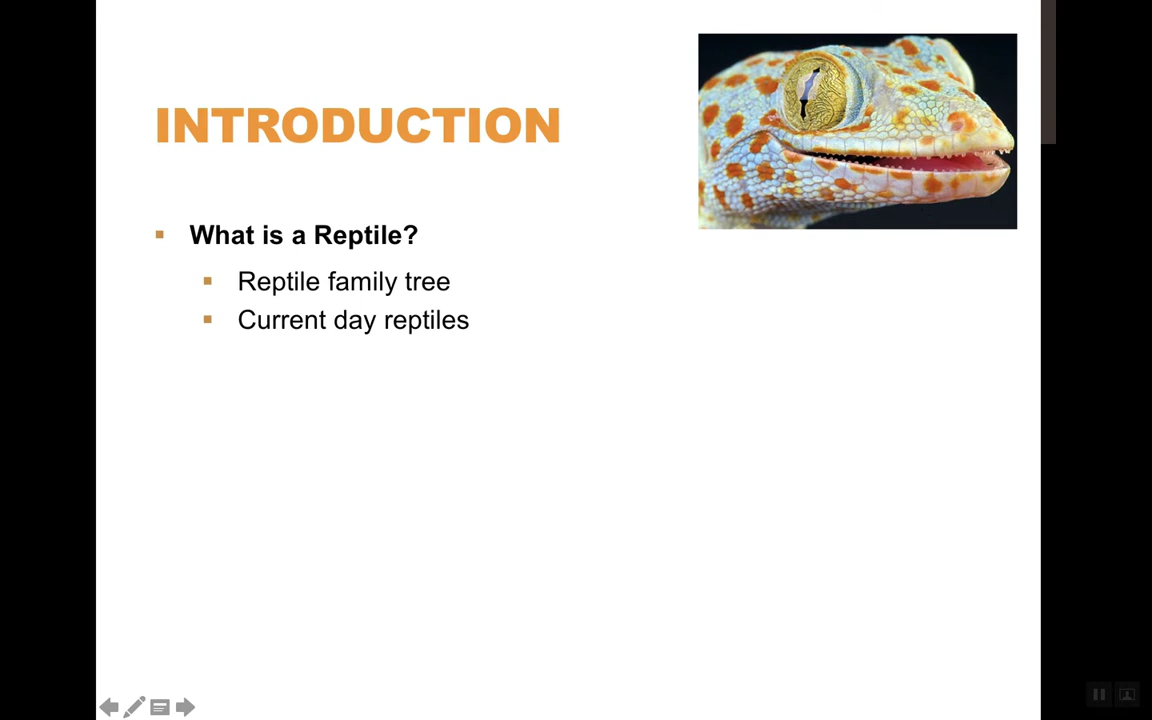 INTRODUCTION
What is a Reptile?
Reptile family tree
Current day reptiles